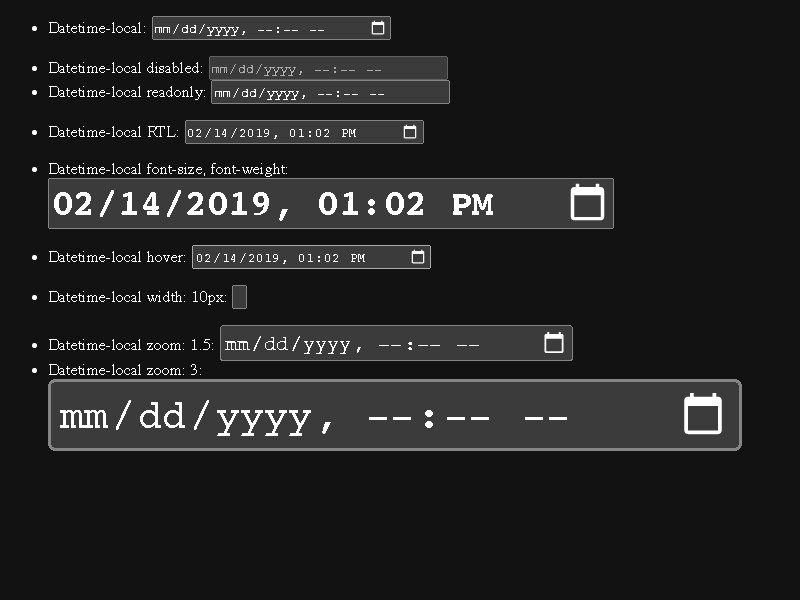 Datetime-local: mm/dd/yyyy, --:-- --
Datetime-local disabled: mm/dd/yyyy, --:-- --
Datetime-local readonly: mm/dd/yyyy, --:-- --
Datetime-local RTL: 02/14/2019, 01:02 PM
Datetime-local font-size, font-weight:
02/14/2019, 01:02 PM
Datetime-local hover: 02/14/2019, 01:02 PM
Datetime-local width: 10px:
Datetime-local zoom: 1.5: mm/dd/yyyy, --:-- --
Datetime-local zoom: 3:
mm/dd/yyyy, --:-- --